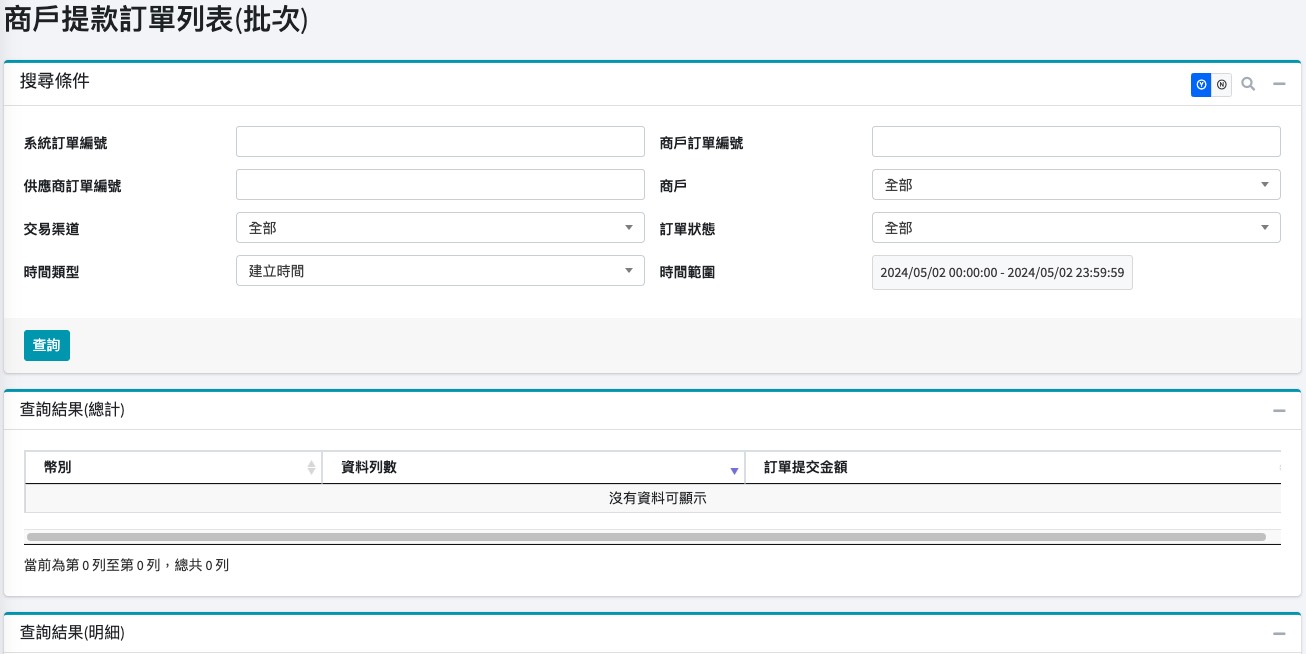 商戶提款訂單列表(批次)
搜尋條件
Ⓨ Ⓝ
系統訂單編號
商戶訂單編號
供應商訂單編號
商戶 全部
交易渠道 全部
訂單狀態 全部
時間類型 建立時間
時間範圍 2024/05/02 00:00:00 - 2024/05/02 23:59:59
查詢
查詢結果(總計)
幣別 資料列數 訂單提交金額
沒有資料可顯示
當前為第 0 列至第 0 列，總共 0 列
查詢結果(明細)